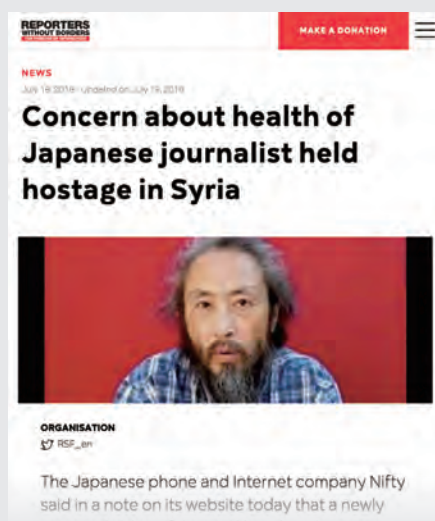 REPORTERS
WITHOUT BORDERS
MAKE A DONATION
NEWS
Concern about health of
Japanese journalist held
hostage in Syria
ORGANISATION
RSF_en
The Japanese phone and Internet company Nifty
said in a note on its website today that a newly